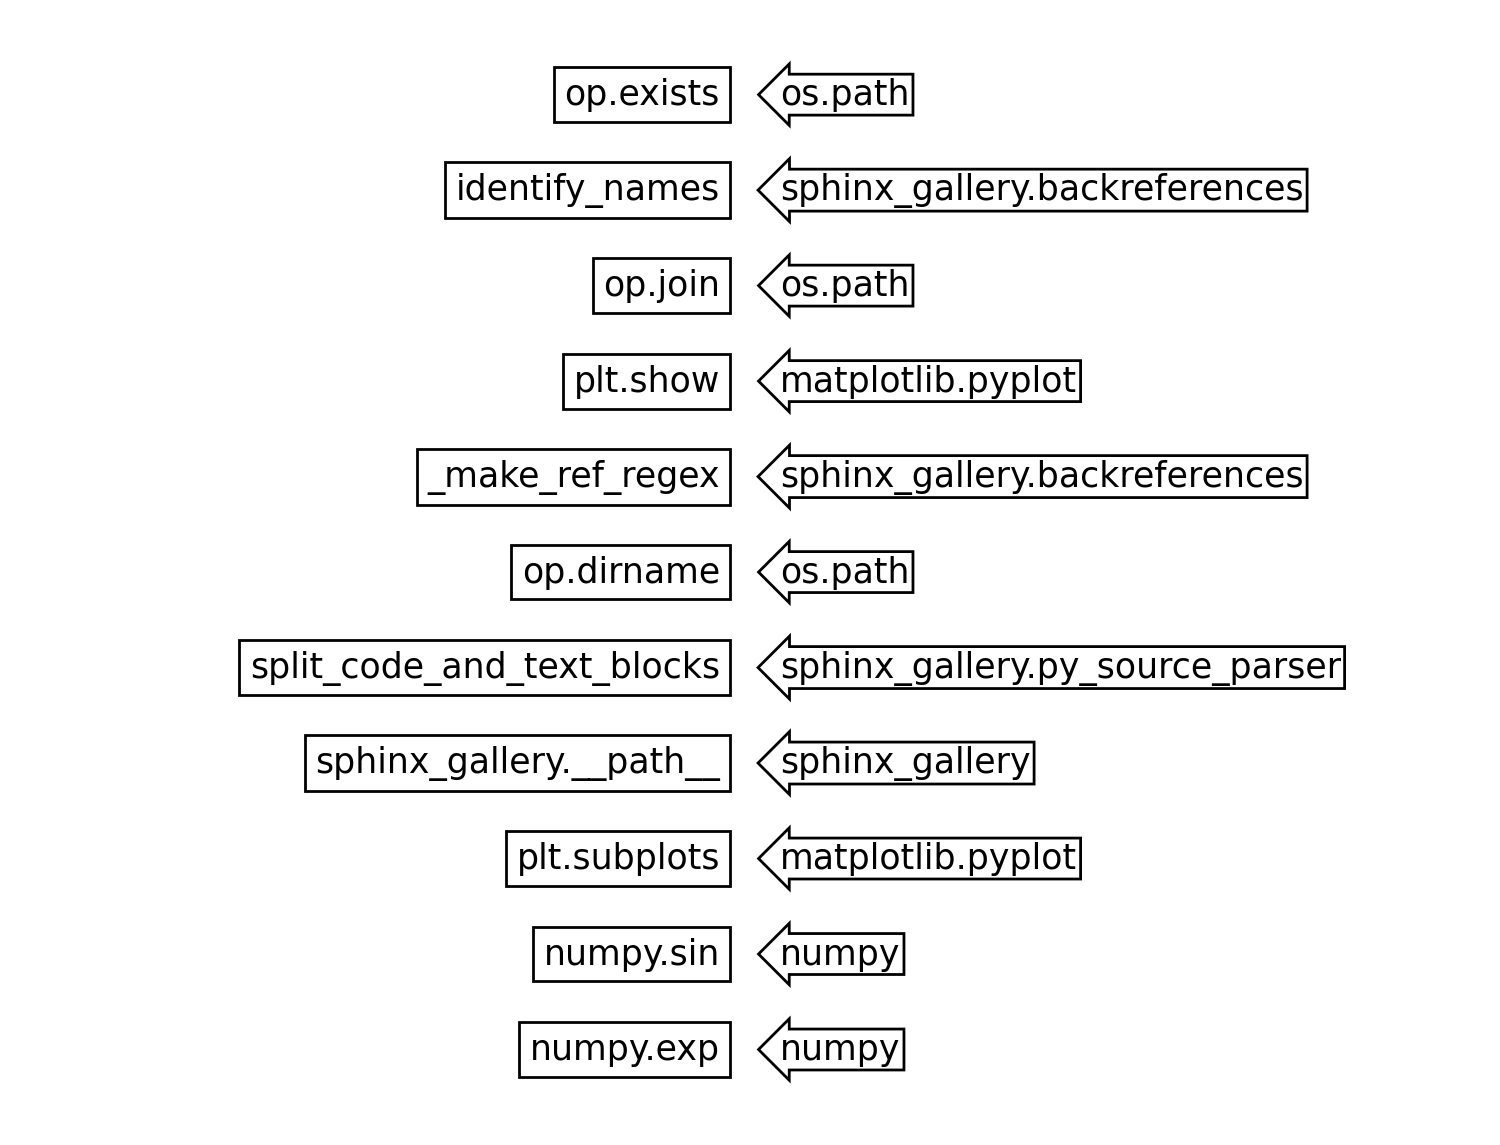 op.exists os.path
identify_names sphinx_gallery.backreferences
op.join os.path
plt.show matplotlib.pyplot
_make_ref_regex sphinx_gallery.backreferences
op.dirname os.path
split_code_and_text_blocks sphinx_gallery.py_source_parser
sphinx_gallery.__path__ sphinx_gallery
plt.subplots matplotlib.pyplot
numpy.sin numpy
numpy.exp numpy